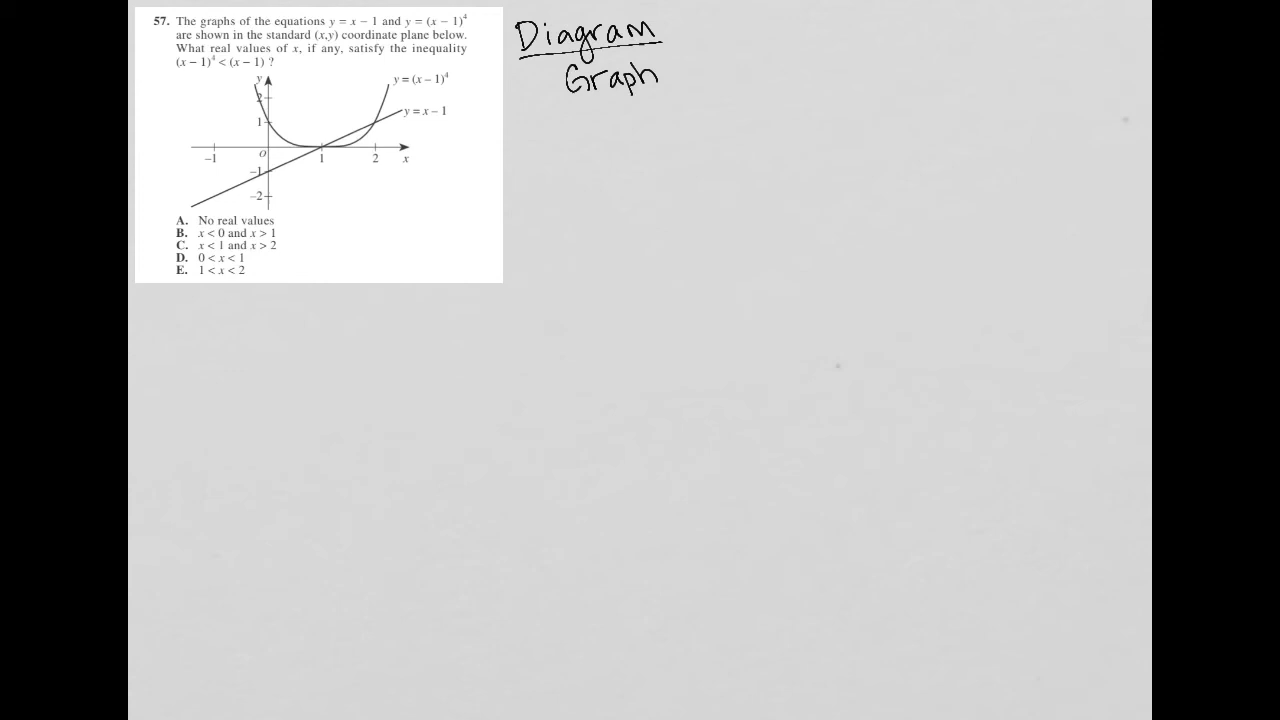 57. The graphs of the equations y = x − 1 and y = (x − 1)⁴
are shown in the standard (x,y) coordinate plane below.
What real values of x, if any, satisfy the inequality
(x − 1)⁴ < (x − 1) ?
Diagram
Graph
y
y = (x − 1)⁴
2
y = x − 1
1
O
−1
1
2
x
−1
−2
A. No real values
B. x < 0 and x > 1
C. x < 1 and x > 2
D. 0 < x < 1
E. 1 < x < 2